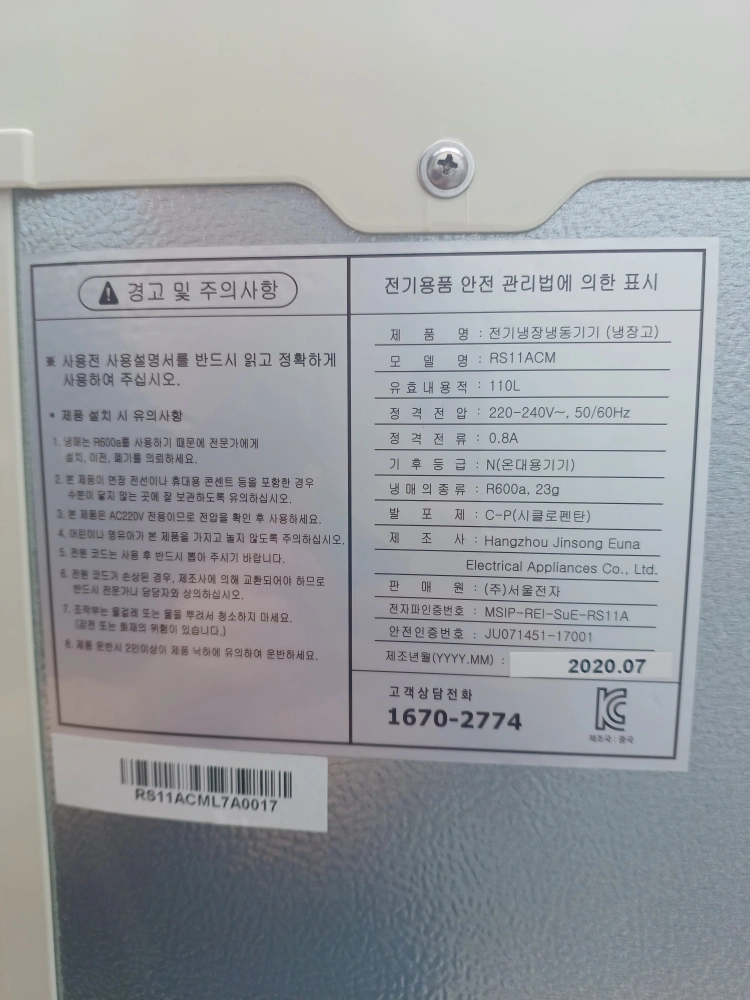 경고 및 주의사항
※ 사용전 사용설명서를 반드시 읽고 정확하게
사용하여 주십시오.
• 제품 설치 시 유의사항
1. 냉매는 R600a를 사용하기 때문에 전문가에게
설치, 이전, 폐기를 의뢰하세요.
2. 본 제품이 연장 전선이나 휴대용 콘센트 등을 포함한 경우
수분이 닿지 않는 곳에 잘 보관하도록 유의하십시오.
3. 본 제품은 AC220V 전용이므로 전압을 확인 후 사용하세요.
4. 어린이나 영유아가 본 제품을 가지고 놀지 않도록 주의하십시오.
5. 전원 코드는 사용 후 반드시 뽑아 주시기 바랍니다.
6. 전원 코드가 손상된 경우, 제조사에 의해 교환되어야 하므로
반드시 전문가나 담당자와 상의하십시오.
7. 조작부는 물걸레 또는 물을 뿌려서 청소하지 마세요.
(감전 또는 화재의 위험이 있습니다.)
8. 제품 운반시 2인이상이 제품 낙하에 유의하여 운반하세요.
전기용품 안전 관리법에 의한 표시
제 품 명 : 전기냉장냉동기기 (냉장고)
모 델 명 : RS11ACM
유효내용적 : 110L
정격전압 : 220-240V~, 50/60Hz
정격전류 : 0.8A
기후등급 : N(온대용기기)
냉매의종류 : R600a, 23g
발 포 제 : C-P(시클로펜탄)
제 조 사 : Hangzhou Jinsong Euna
Electrical Appliances Co., Ltd.
판 매 원 : (주)서울전자
전자파인증번호 : MSIP-REI-SuE-RS11A
안전인증번호 : JU071451-17001
제조년월(YYYY.MM) : 2020.07
고객상담전화
1670-2774
제조국 : 중국
RS11ACML7A0017